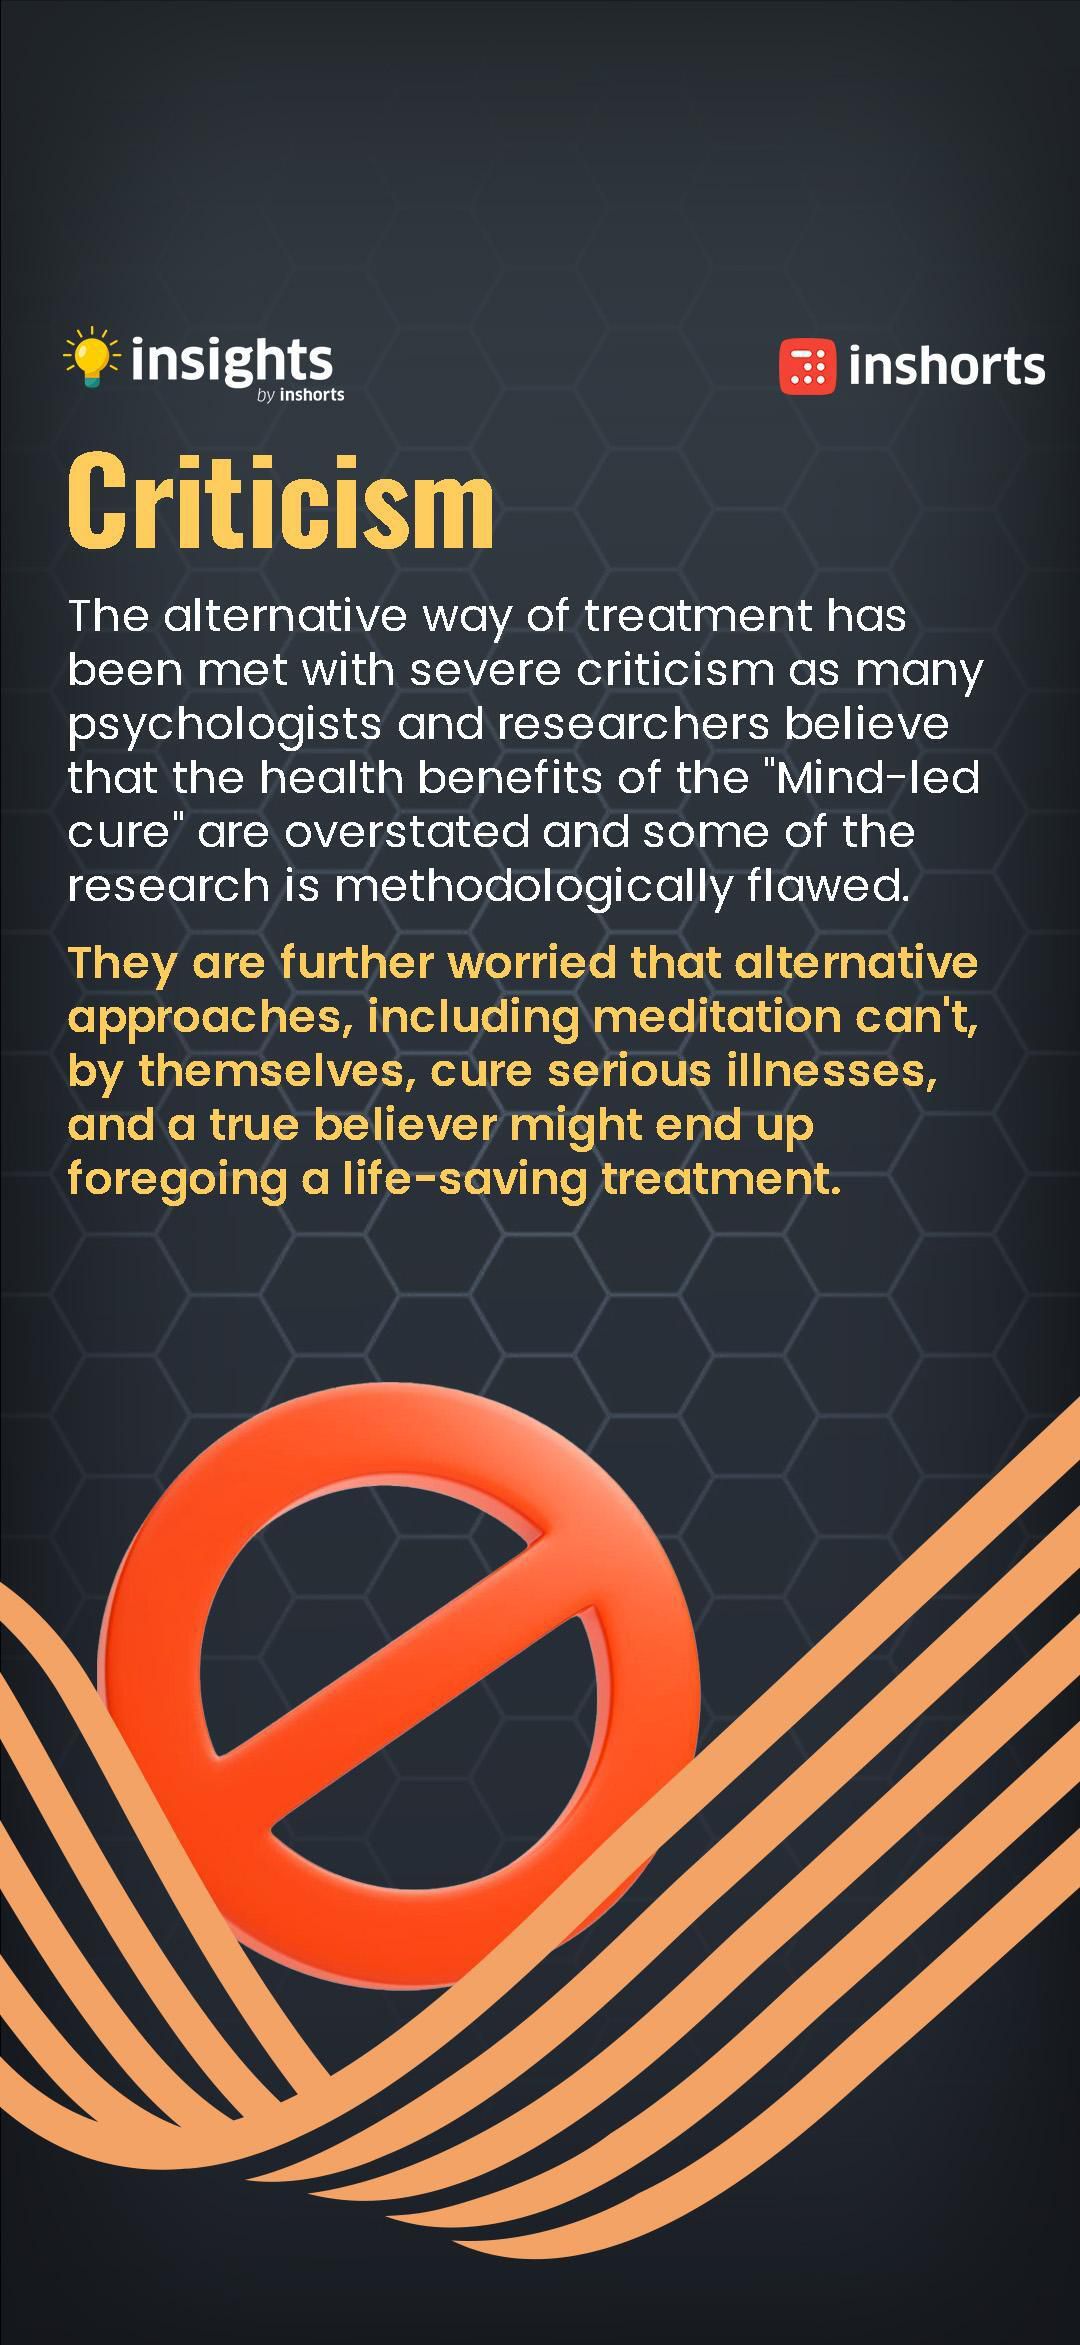 insights
by inshorts
inshorts
Criticism
The alternative way of treatment has
been met with severe criticism as many
psychologists and researchers believe
that the health benefits of the "Mind-led
cure" are overstated and some of the
research is methodologically flawed.
They are further worried that alternative
approaches, including meditation can't,
by themselves, cure serious illnesses,
and a true believer might end up
foregoing a life-saving treatment.